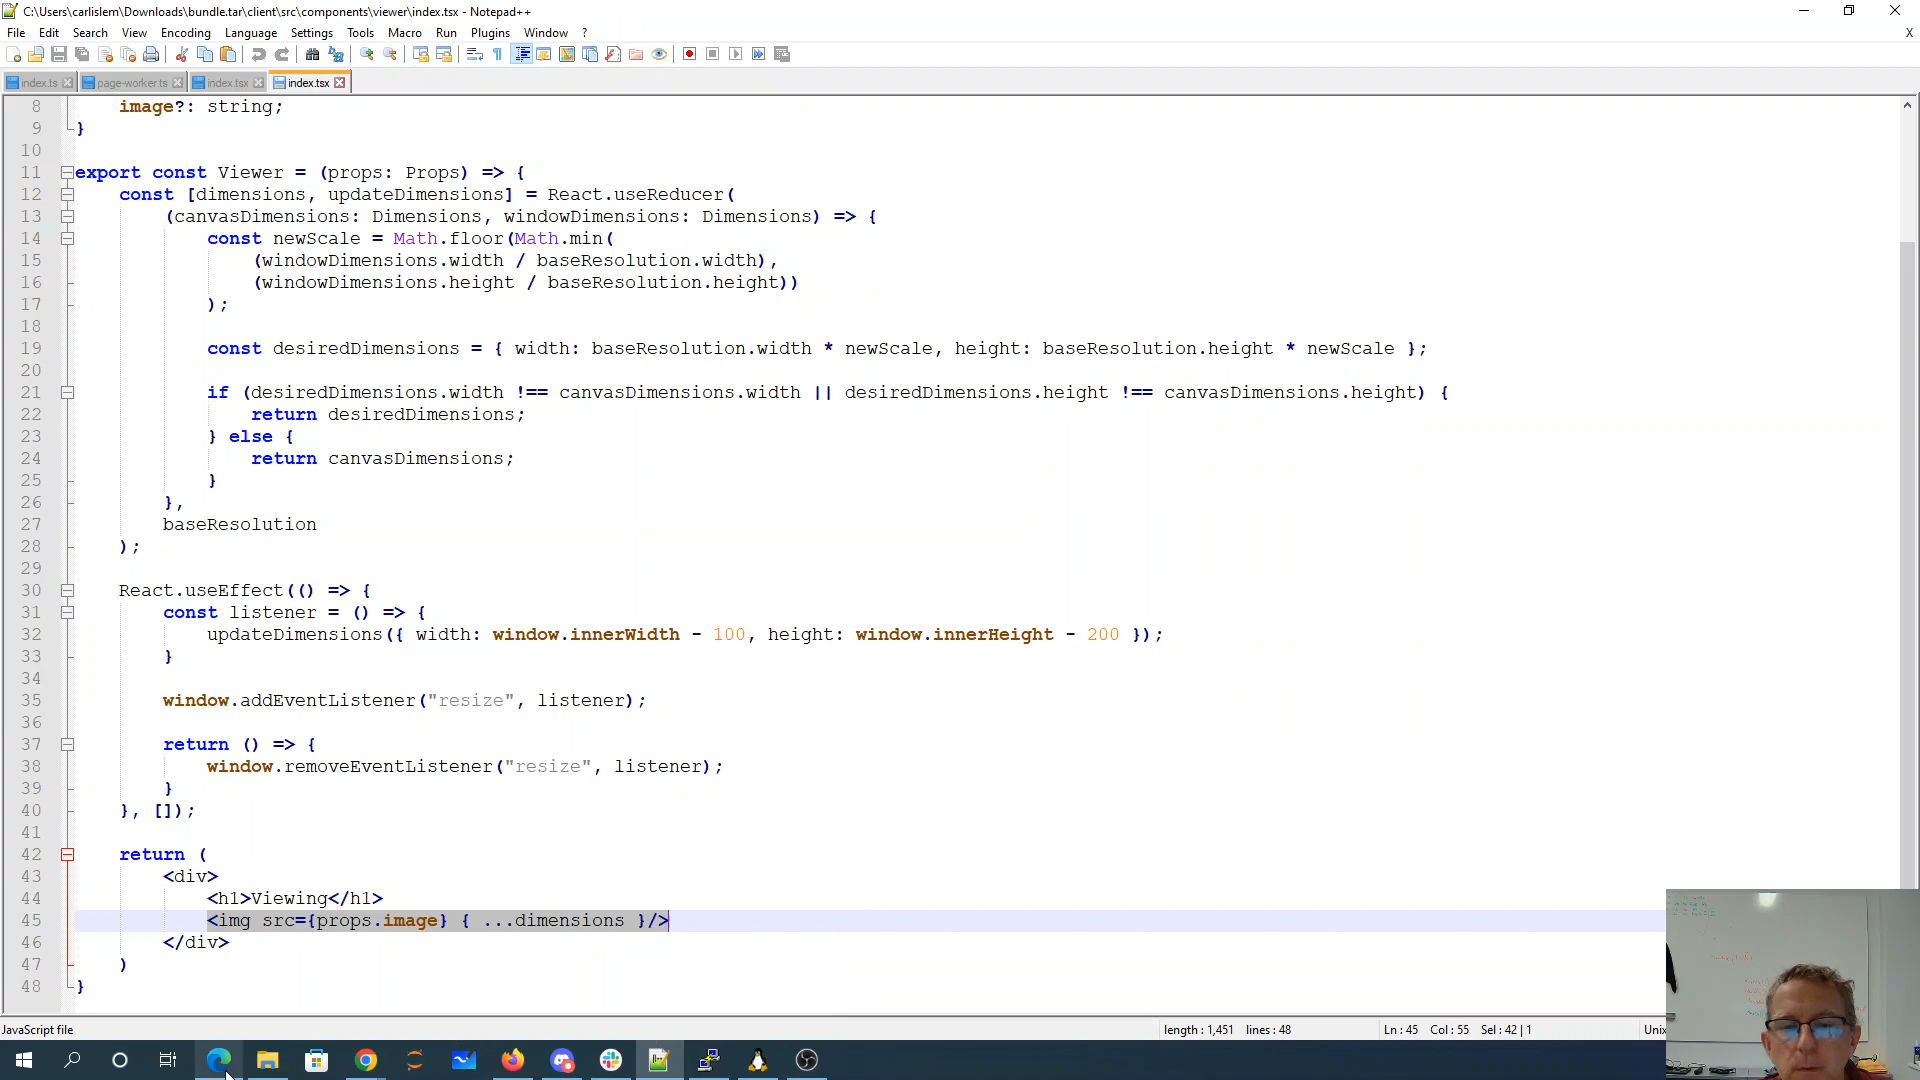 C:\Users\carlislem\Downloads\bundle.tar\client\src\components\viewer\index.tsx - Notepad++
File Edit Search View Encoding Language Settings Tools Macro Run Plugins Window ? X
index.ts page-worker.ts index.tsx index.tsx
8 image?: string;
9 }
10
11 export const Viewer = (props: Props) => {
12 const [dimensions, updateDimensions] = React.useReducer(
13 (canvasDimensions: Dimensions, windowDimensions: Dimensions) => {
14 const newScale = Math.floor(Math.min(
15 (windowDimensions.width / baseResolution.width),
16 (windowDimensions.height / baseResolution.height))
17 );
18
19 const desiredDimensions = { width: baseResolution.width * newScale, height: baseResolution.height * newScale };
20
21 if (desiredDimensions.width !== canvasDimensions.width || desiredDimensions.height !== canvasDimensions.height) {
22 return desiredDimensions;
23 } else {
24 return canvasDimensions;
25 }
26 },
27 baseResolution
28 );
29
30 React.useEffect(() => {
31 const listener = () => {
32 updateDimensions({ width: window.innerWidth - 100, height: window.innerHeight - 200 });
33 }
34
35 window.addEventListener("resize", listener);
36
37 return () => {
38 window.removeEventListener("resize", listener);
39 }
40 }, []);
41
42 return (
43 <div>
44 <h1>Viewing</h1>
45 <img src={props.image} { ...dimensions }/>
46 </div>
47 )
48 }
JavaScript file length : 1,451 lines : 48 Ln : 45 Col : 55 Sel : 42 | 1 Unix